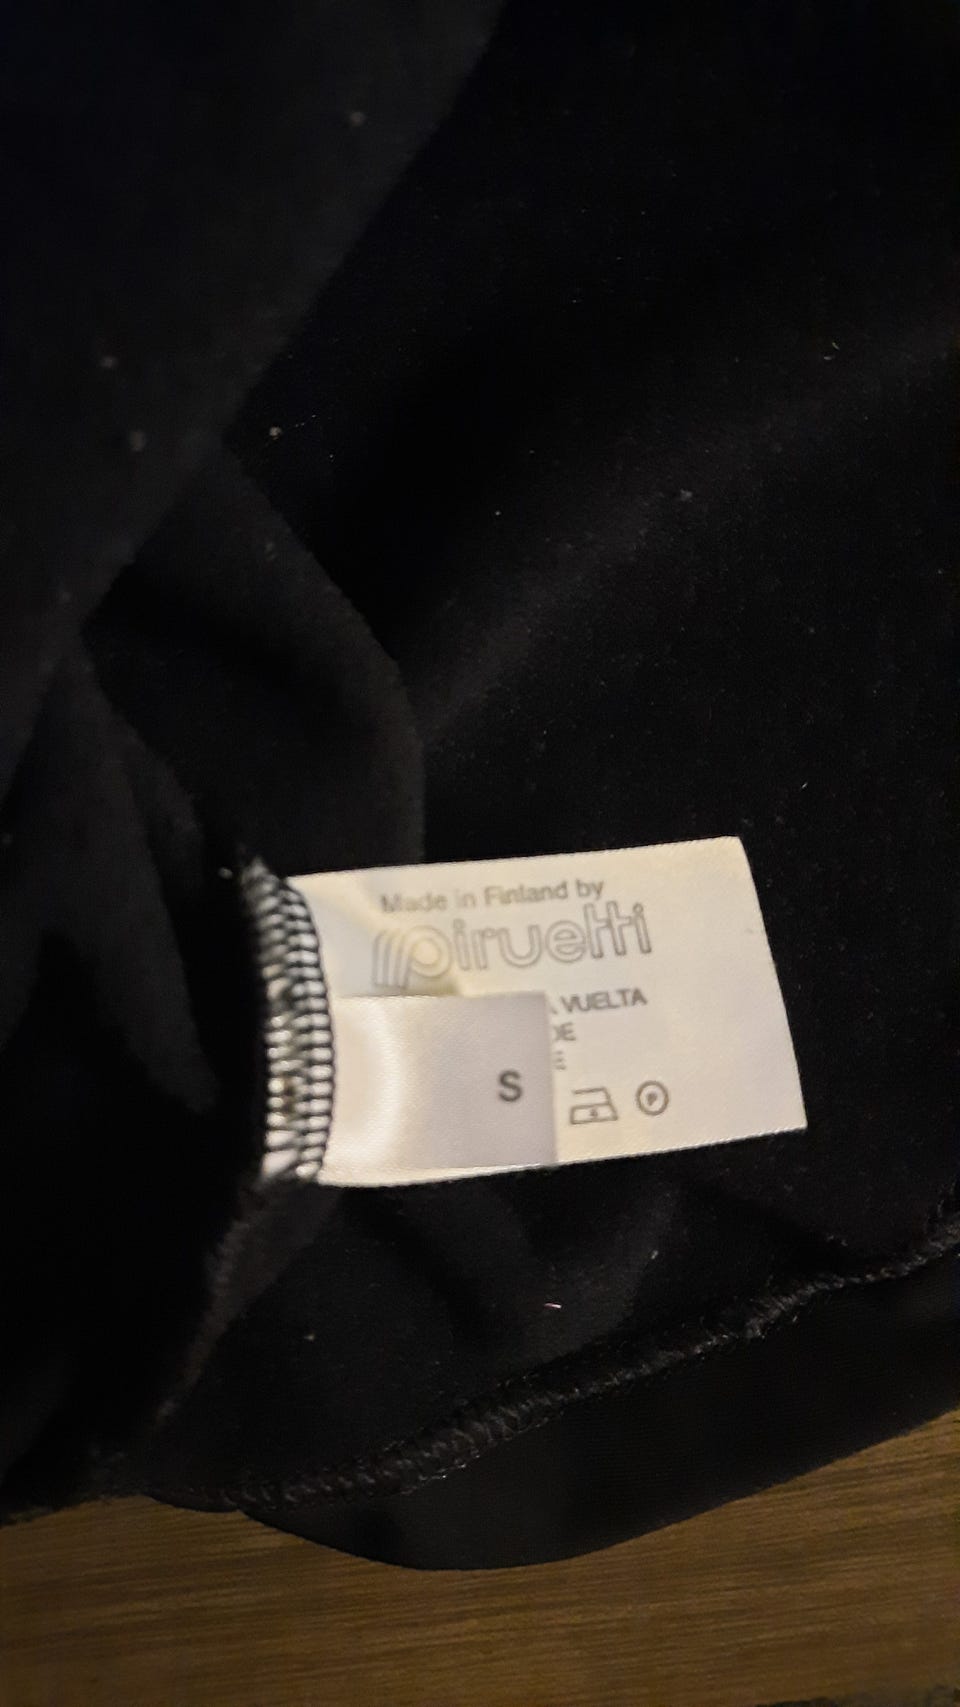 Made in Finland by
piruetti
VUELTA
DE
S
P